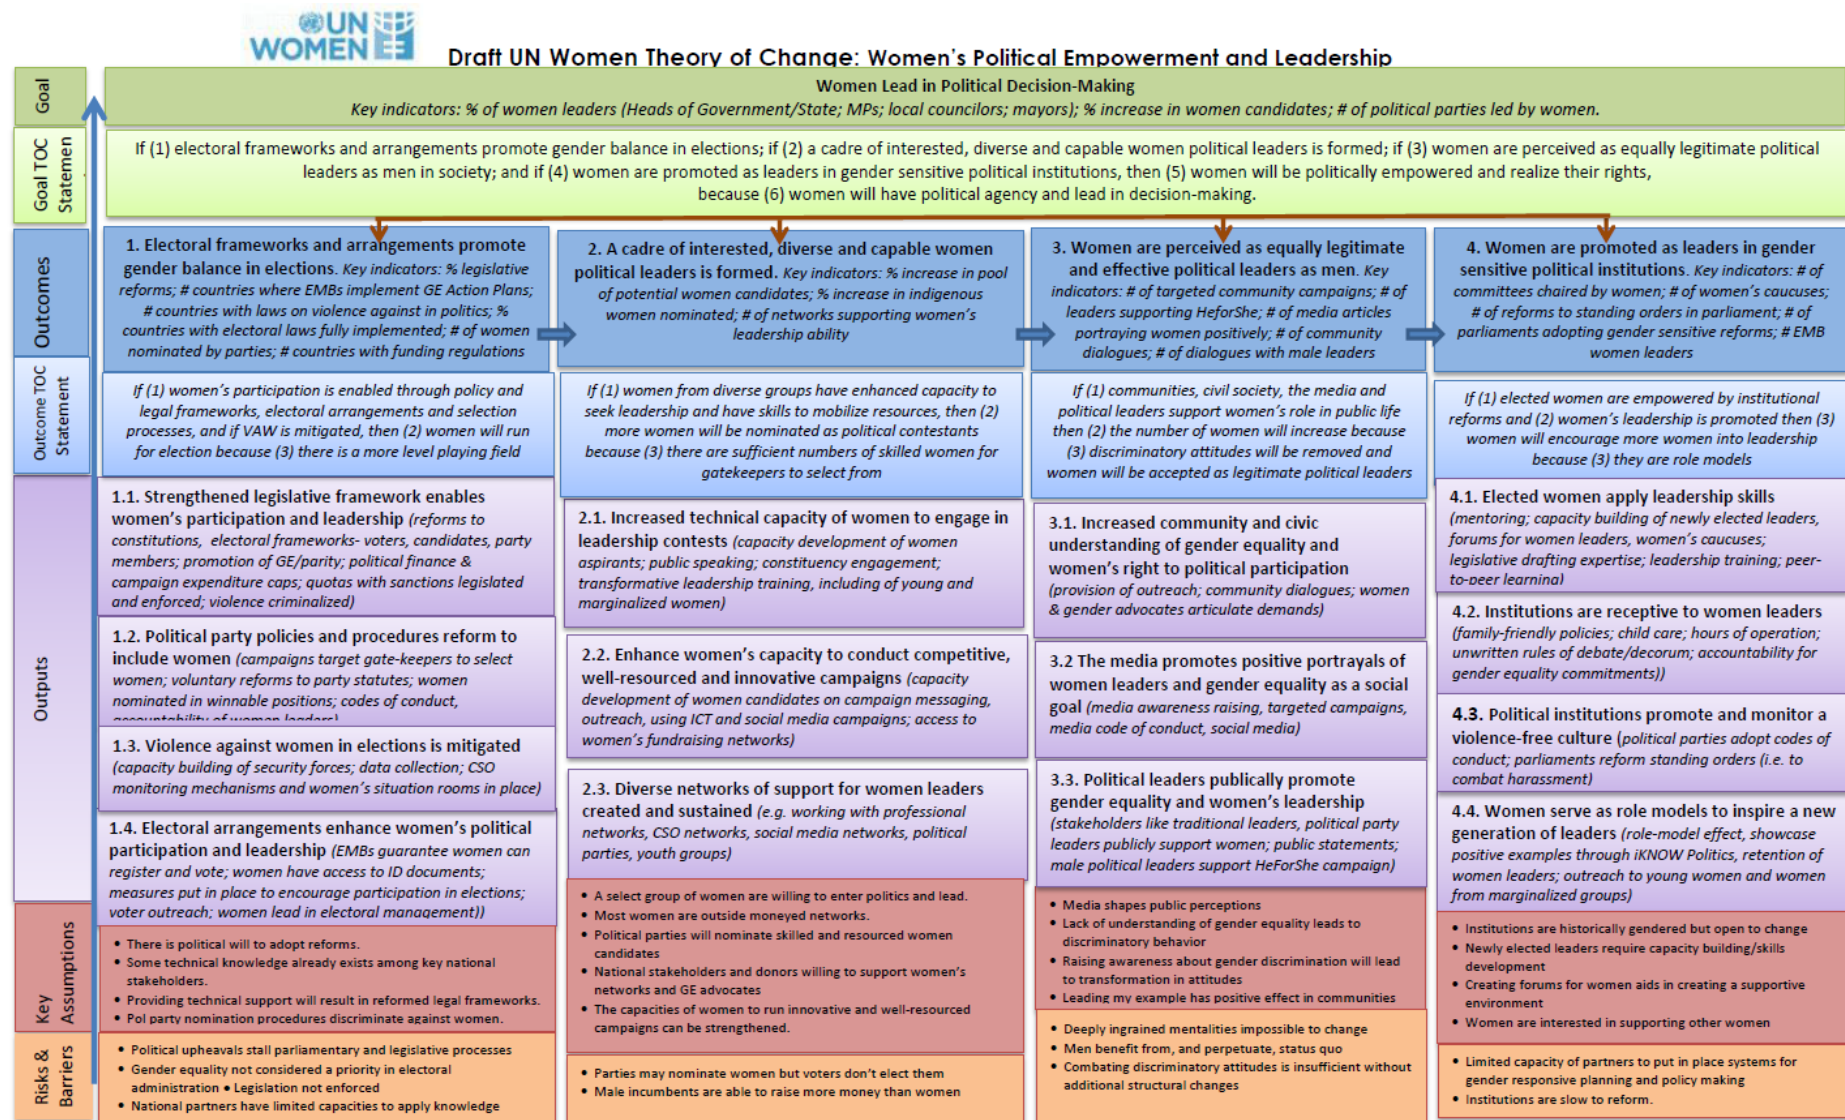 UN
WOMEN
Draft UN Women Theory of Change: Women's Political Empowerment and Leadership
Goal
Women Lead in Political Decision-Making
Key indicators: % of women leaders (Heads of Government/State; MPs; local councilors; mayors); % increase in women candidates; # of political parties led by women.
Goal TOC
Statemen
If (1) electoral frameworks and arrangements promote gender balance in elections; if (2) a cadre of interested, diverse and capable women political leaders is formed; if (3) women are perceived as equally legitimate political
leaders as men in society; and if (4) women are promoted as leaders in gender sensitive political institutions, then (5) women will be politically empowered and realize their rights,
because (6) women will have political agency and lead in decision-making.
Outcomes
1. Electoral frameworks and arrangements promote
gender balance in elections. Key indicators: % legislative
reforms; # countries where EMBs implement GE Action Plans;
# countries with laws on violence against in politics; %
countries with electoral laws fully implemented; # of women
nominated by parties; # countries with funding regulations
2. A cadre of interested, diverse and capable women
political leaders is formed. Key indicators: % increase in pool
of potential women candidates; % increase in indigenous
women nominated; # of networks supporting women's
leadership ability
3. Women are perceived as equally legitimate
and effective political leaders as men. Key
indicators: # of targeted community campaigns; # of
leaders supporting HeforShe; # of media articles
portraying women positively; # of community
dialogues; # of dialogues with male leaders
4. Women are promoted as leaders in gender
sensitive political institutions. Key indicators: # of
committees chaired by women; # of women's caucuses;
# of reforms to standing orders in parliament; # of
parliaments adopting gender sensitive reforms; # EMB
women leaders
Outcome TOC
Statement
If (1) women's participation is enabled through policy and
legal frameworks, electoral arrangements and selection
processes, and if VAW is mitigated, then (2) women will run
for election because (3) there is a more level playing field
If (1) women from diverse groups have enhanced capacity to
seek leadership and have skills to mobilize resources, then (2)
more women will be nominated as political contestants
because (3) there are sufficient numbers of skilled women for
gatekeepers to select from
If (1) communities, civil society, the media and
political leaders support women's role in public life
then (2) the number of women will increase because
(3) discriminatory attitudes will be removed and
women will be accepted as legitimate political leaders
If (1) elected women are empowered by institutional
reforms and (2) women's leadership is promoted then (3)
women will encourage more women into leadership
because (3) they are role models
Outputs
1.1. Strengthened legislative framework enables
women's participation and leadership (reforms to
constitutions, electoral frameworks- voters, candidates, party
members; promotion of GE/parity; political finance &
campaign expenditure caps; quotas with sanctions legislated
and enforced; violence criminalized)
1.2. Political party policies and procedures reform to
include women (campaigns target gate-keepers to select
women; voluntary reforms to party statutes; women
nominated in winnable positions; codes of conduct,
accountability of women leaders)
1.3. Violence against women in elections is mitigated
(capacity building of security forces; data collection; CSO
monitoring mechanisms and women's situation rooms in place)
1.4. Electoral arrangements enhance women's political
participation and leadership (EMBs guarantee women can
register and vote; women have access to ID documents;
measures put in place to encourage participation in elections;
voter outreach; women lead in electoral management))
2.1. Increased technical capacity of women to engage in
leadership contests (capacity development of women
aspirants; public speaking; constituency engagement;
transformative leadership training, including of young and
marginalized women)
2.2. Enhance women's capacity to conduct competitive,
well-resourced and innovative campaigns (capacity
development of women candidates on campaign messaging,
outreach, using ICT and social media campaigns; access to
women's fundraising networks)
2.3. Diverse networks of support for women leaders
created and sustained (e.g. working with professional
networks, CSO networks, social media networks, political
parties, youth groups)
3.1. Increased community and civic
understanding of gender equality and
women's right to political participation
(provision of outreach; community dialogues; women
& gender advocates articulate demands)
3.2 The media promotes positive portrayals of
women leaders and gender equality as a social
goal (media awareness raising, targeted campaigns,
media code of conduct, social media)
3.3. Political leaders publically promote
gender equality and women's leadership
(stakeholders like traditional leaders, political party
leaders publicly support women; public statements;
male political leaders support HeForShe campaign)
4.1. Elected women apply leadership skills
(mentoring; capacity building of newly elected leaders,
forums for women leaders, women's caucuses;
legislative drafting expertise; leadership training; peer-
to-peer learning)
4.2. Institutions are receptive to women leaders
(family-friendly policies; child care; hours of operation;
unwritten rules of debate/decorum; accountability for
gender equality commitments))
4.3. Political institutions promote and monitor a
violence-free culture (political parties adopt codes of
conduct; parliaments reform standing orders (i.e. to
combat harassment)
4.4. Women serve as role models to inspire a new
generation of leaders (role-model effect, showcase
positive examples through iKNOW Politics, retention of
women leaders; outreach to young women and women
from marginalized groups)
Key
Assumptions
• There is political will to adopt reforms.
• Some technical knowledge already exists among key national
stakeholders.
• Providing technical support will result in reformed legal frameworks.
• Pol party nomination procedures discriminate against women.
• A select group of women are willing to enter politics and lead.
• Most women are outside moneyed networks.
• Political parties will nominate skilled and resourced women
candidates
• National stakeholders and donors willing to support women's
networks and GE advocates
• The capacities of women to run innovative and well-resourced
campaigns can be strengthened.
• Media shapes public perceptions
• Lack of understanding of gender equality leads to
discriminatory behavior
• Raising awareness about gender discrimination will lead
to transformation in attitudes
• Leading my example has positive effect in communities
• Institutions are historically gendered but open to change
• Newly elected leaders require capacity building/skills
development
• Creating forums for women aids in creating a supportive
environment
• Women are interested in supporting other women
Risks &
Barriers
• Political upheavals stall parliamentary and legislative processes
• Gender equality not considered a priority in electoral
administration • Legislation not enforced
• National partners have limited capacities to apply knowledge
• Parties may nominate women but voters don't elect them
• Male incumbents are able to raise more money than women
• Deeply ingrained mentalities impossible to change
• Men benefit from, and perpetuate, status quo
• Combating discriminatory attitudes is insufficient without
additional structural changes
• Limited capacity of partners to put in place systems for
gender responsive planning and policy making
• Institutions are slow to reform.